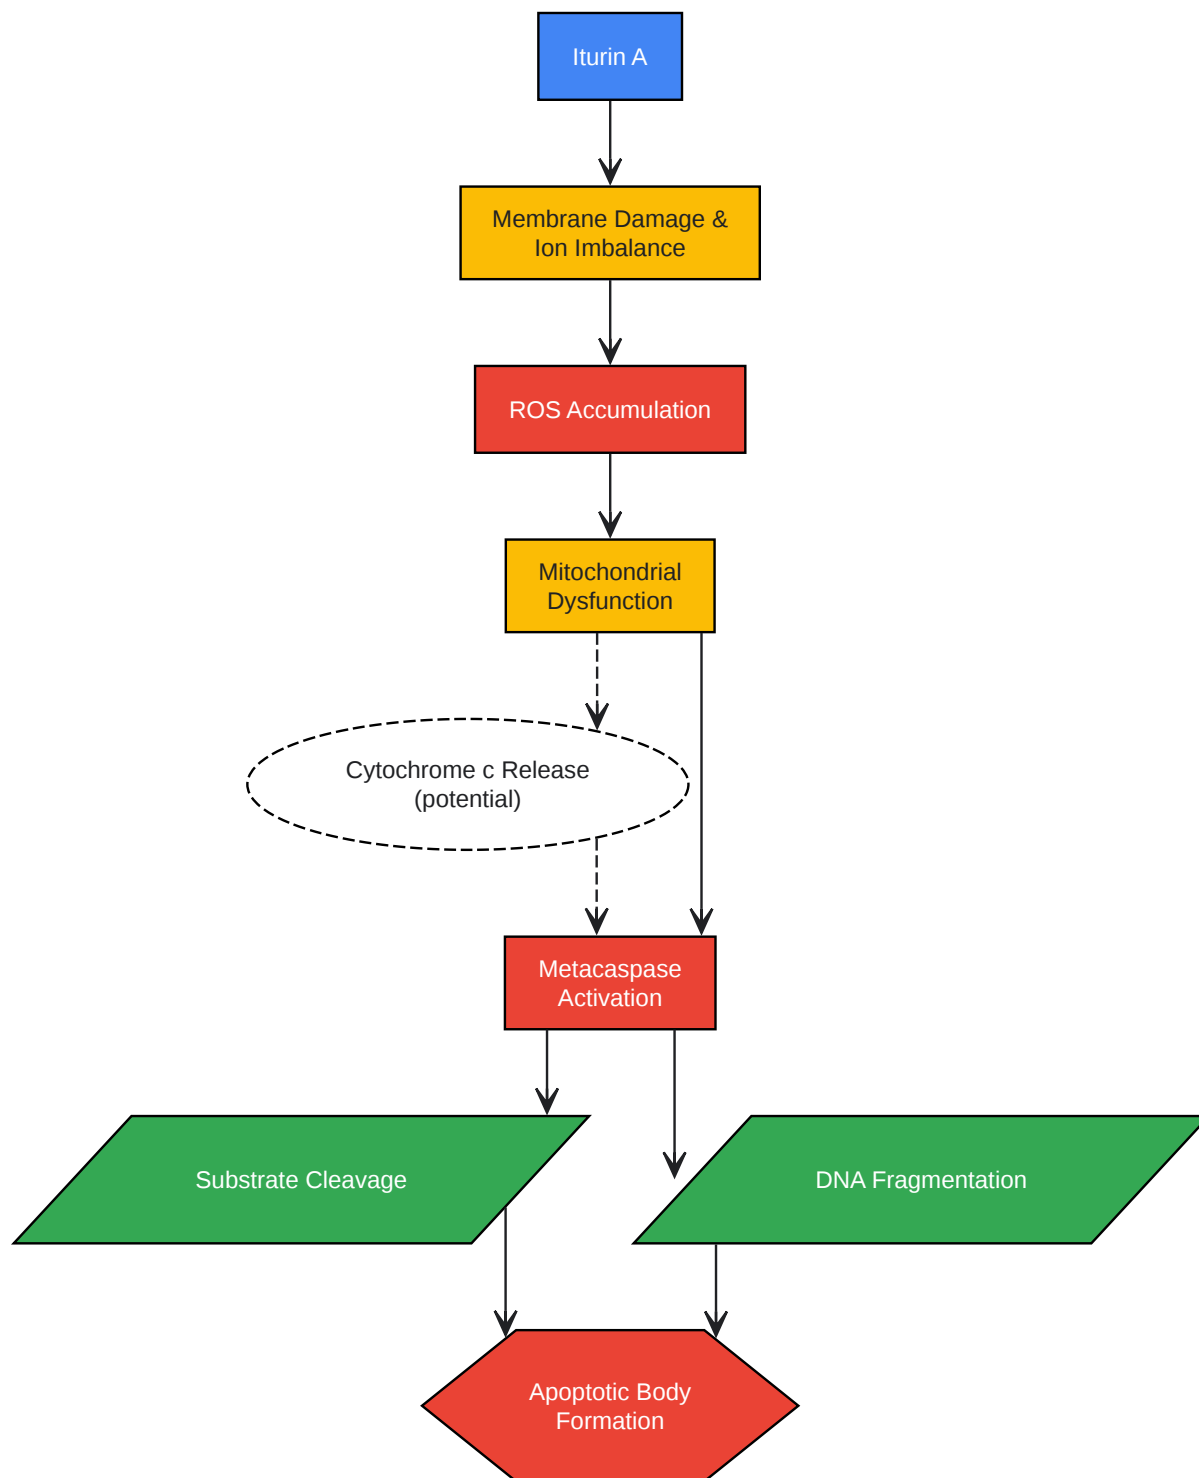 Iturin A
Membrane Damage &
Ion Imbalance
ROS Accumulation
Mitochondrial
Dysfunction
Cytochrome c Release
(potential)
Metacaspase
Activation
Substrate Cleavage
DNA Fragmentation
Apoptotic Body
Formation